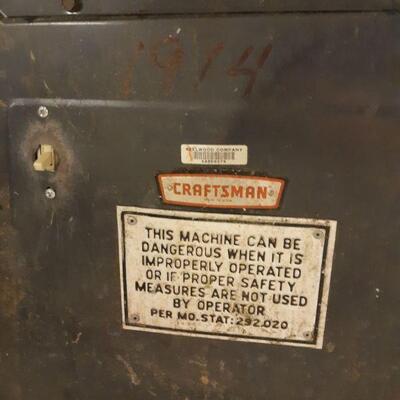 1914
CRAFTSMAN
THIS MACHINE CAN BE
DANGEROUS WHEN IT IS
IMPROPERLY OPERATED
OR IF PROPER SAFETY
MEASURES ARE NOT USED
BY OPERATOR
PER MO. STAT: 292.020